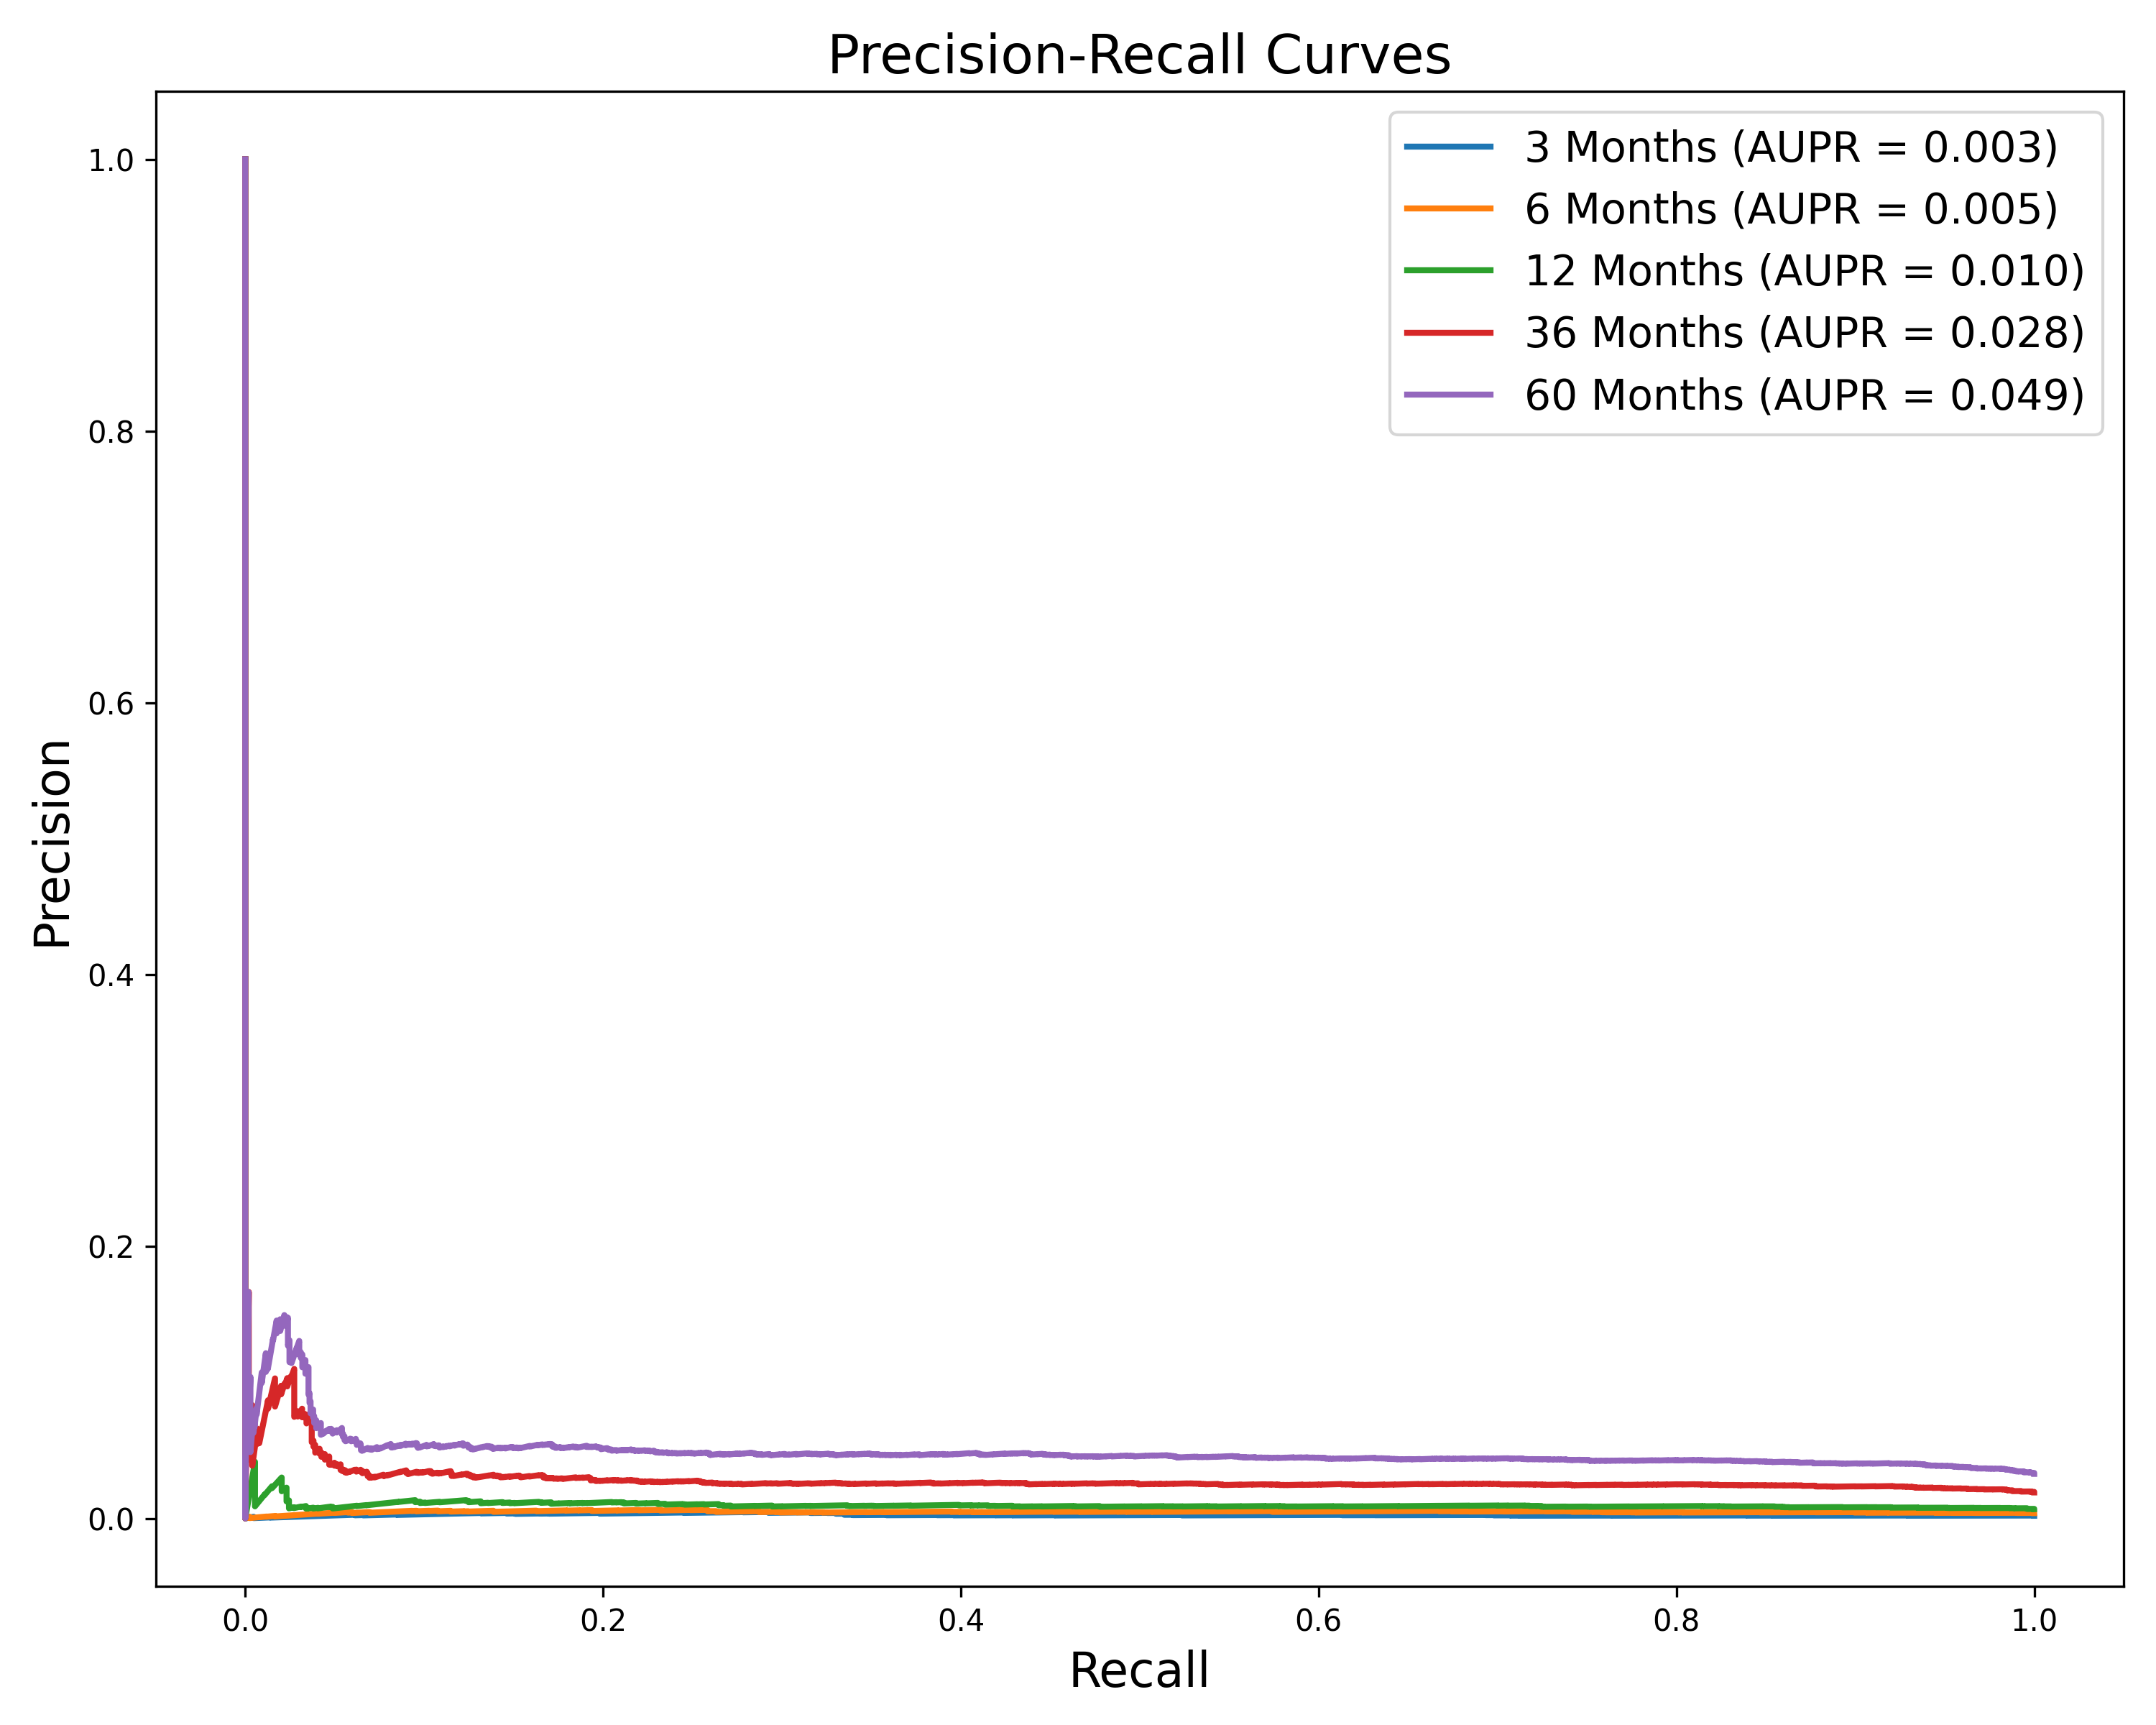 Precision-Recall Curves
3 Months (AUPR = 0.003)
6 Months (AUPR = 0.005)
12 Months (AUPR = 0.010)
36 Months (AUPR = 0.028)
60 Months (AUPR = 0.049)
Precision
1.0
0.8
0.6
0.4
0.2
0.0
0.0 0.2 0.4 0.6 0.8 1.0
Recall